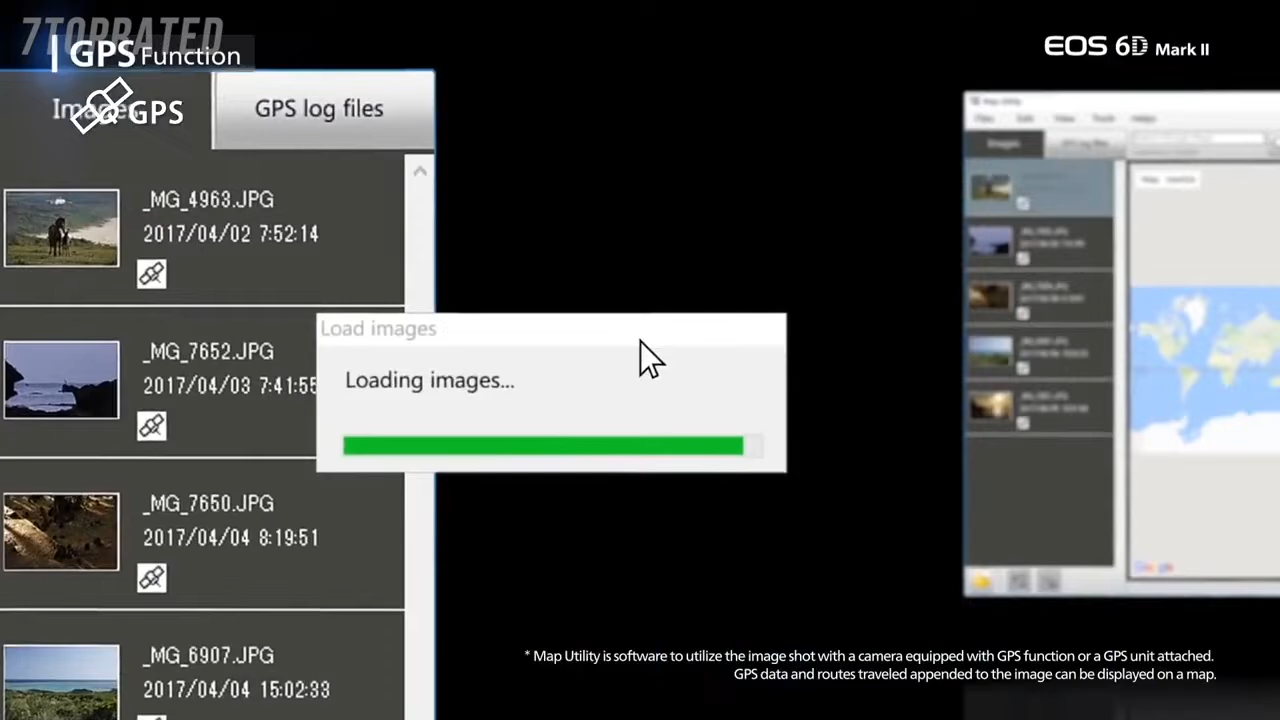 7TOPRATED
GPS Function
EOS 6D Mark II
Images
GPS
GPS log files
_MG_4963.JPG
2017/04/02 7:52:14
_MG_7652.JPG
2017/04/03 7:41:55
_MG_7650.JPG
2017/04/04 8:19:51
_MG_6907.JPG
2017/04/04 15:02:33
Load images
Loading images...
Map Utility
Images
* Map Utility is software to utilize the image shot with a camera equipped with GPS function or a GPS unit attached.
GPS data and routes traveled appended to the image can be displayed on a map.